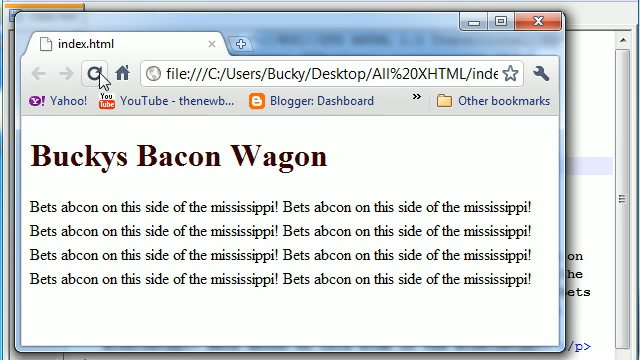 index.html
file:///C:/Users/Bucky/Desktop/All%20XHTML/inde
Yahoo! YouTube - thenewb... Blogger: Dashboard » Other bookmarks
Buckys Bacon Wagon
Bets abcon on this side of the mississippi! Bets abcon on this side of the mississippi!
Bets abcon on this side of the mississippi! Bets abcon on this side of the mississippi!
Bets abcon on this side of the mississippi! Bets abcon on this side of the mississippi!
Bets abcon on this side of the mississippi! Bets abcon on this side of the mississippi!
on
the
ets
</p>